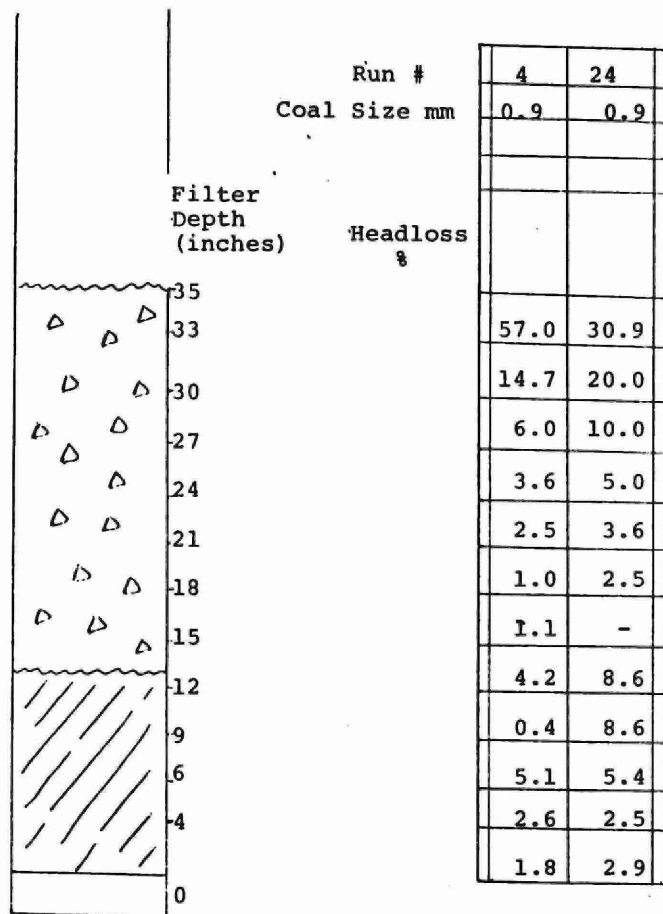 Run # 4 24
Coal Size mm 0.9 0.9
Filter
Depth
(inches)
Headloss
%
35
33 57.0 30.9
30 14.7 20.0
27 6.0 10.0
24 3.6 5.0
21 2.5 3.6
18 1.0 2.5
15 1.1 -
12 4.2 8.6
9 0.4 8.6
6 5.1 5.4
4 2.6 2.5
0 1.8 2.9